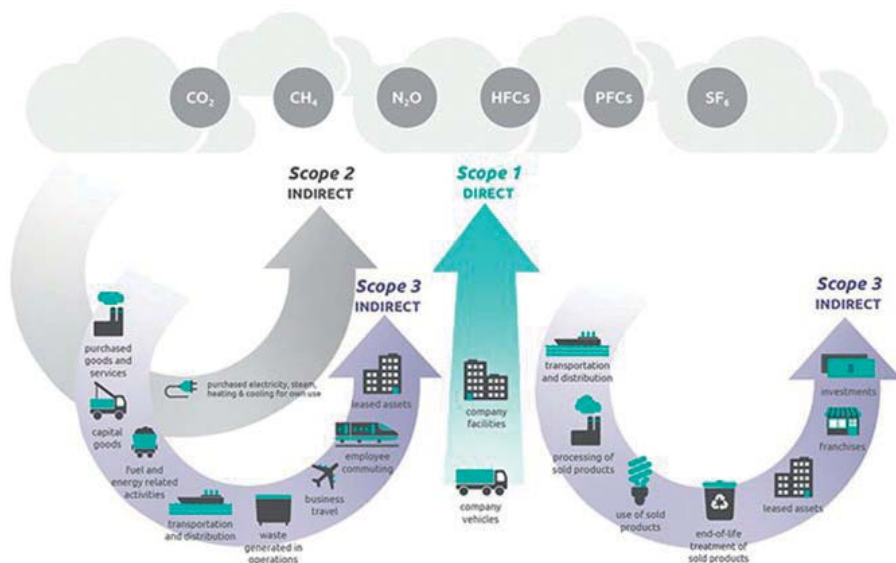 CO₂
CH₄
N₂O
HFCs
PFCs
SF₆
Scope 2
INDIRECT
Scope 1
DIRECT
Scope 3
INDIRECT
Scope 3
INDIRECT
purchased
goods and
services
capital
goods
fuel and
energy related
activities
transportation
and distribution
waste
generated in
operations
business
travel
employee
commuting
leased assets
purchased electricity, steam,
heating & cooling for own use
company
facilities
company
vehicles
transportation
and distribution
processing of
sold products
use of sold
products
end-of-life
treatment of
sold products
leased assets
franchises
investments